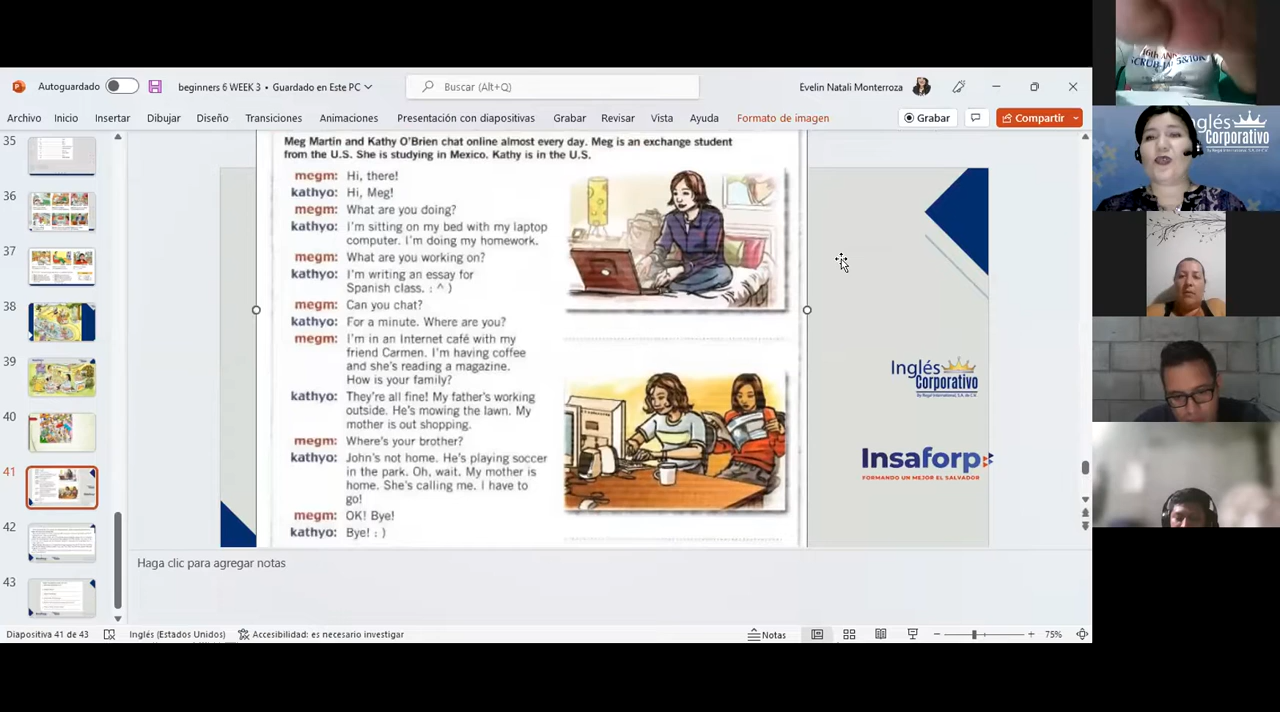 Autoguardado
beginners 6 WEEK 3 • Guardado en Este PC
Buscar (Alt+Q)
Evelin Natali Monterroza
Archivo Inicio Insertar Dibujar Diseño Transiciones Animaciones Presentación con diapositivas Grabar Revisar Vista Ayuda Formato de imagen
Grabar
Compartir
35
36
37
38
39
40
41
42
43
Meg Martin and Kathy O'Brien chat online almost every day. Meg is an exchange student
from the U.S. She is studying in Mexico. Kathy is in the U.S.
megm: Hi, there!
kathyo: Hi, Meg!
megm: What are you doing?
kathyo: I'm sitting on my bed with my laptop
computer. I'm doing my homework.
megm: What are you working on?
kathyo: I'm writing an essay for
Spanish class. : ^ )
megm: Can you chat?
kathyo: For a minute. Where are you?
megm: I'm in an Internet café with my
friend Carmen. I'm having coffee
and she's reading a magazine.
How is your family?
kathyo: They're all fine! My father's working
outside. He's mowing the lawn. My
mother is out shopping.
megm: Where's your brother?
kathyo: John's not home. He's playing soccer
in the park. Oh, wait. My mother is
home. She's calling me. I have to
go!
megm: OK! Bye!
kathyo: Bye! : )
Inglés
Corporativo
By Regal International, S.A. de C.V.
Insaforp
FORMANDO UN MEJOR EL SALVADOR
Haga clic para agregar notas
Diapositiva 41 de 43
Inglés (Estados Unidos)
Accesibilidad: es necesario investigar
Notas
75%
Inglés
Corporativo